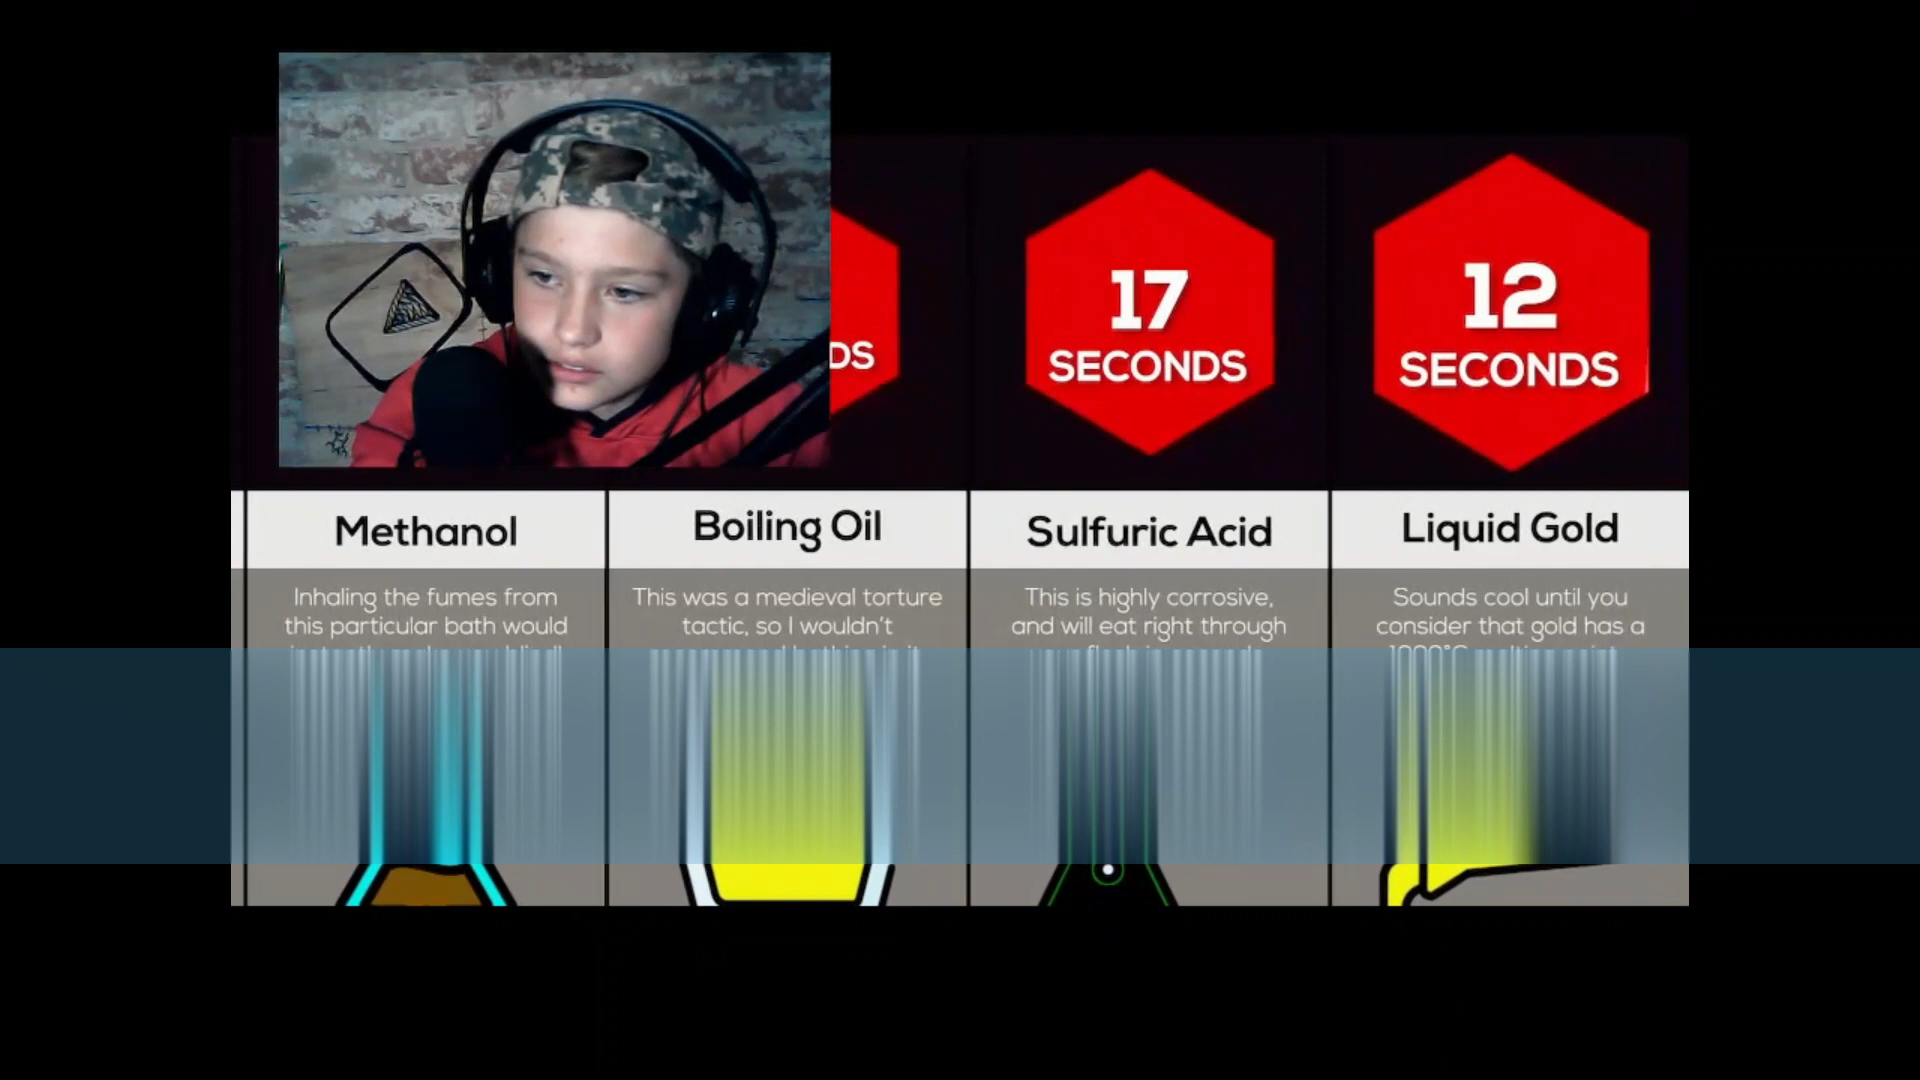 DS
17
SECONDS
12
SECONDS
Methanol
Boiling Oil
Sulfuric Acid
Liquid Gold
Inhaling the fumes from
this particular bath would
This was a medieval torture
tactic, so I wouldn't
This is highly corrosive,
and will eat right through
Sounds cool until you
consider that gold has a